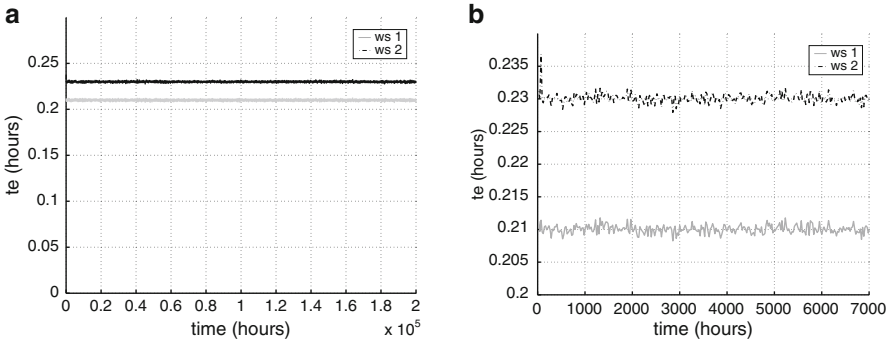 a
ws 1
ws 2
0.25
0.2
0.15
0.1
0.05
0
te (hours)
0 0.2 0.4 0.6 0.8 1 1.2 1.4 1.6 1.8 2
time (hours)
x 10⁵
b
ws 1
ws 2
0.235
0.23
0.225
0.22
0.215
0.21
0.205
0.2
te (hours)
0 1000 2000 3000 4000 5000 6000 7000
time (hours)